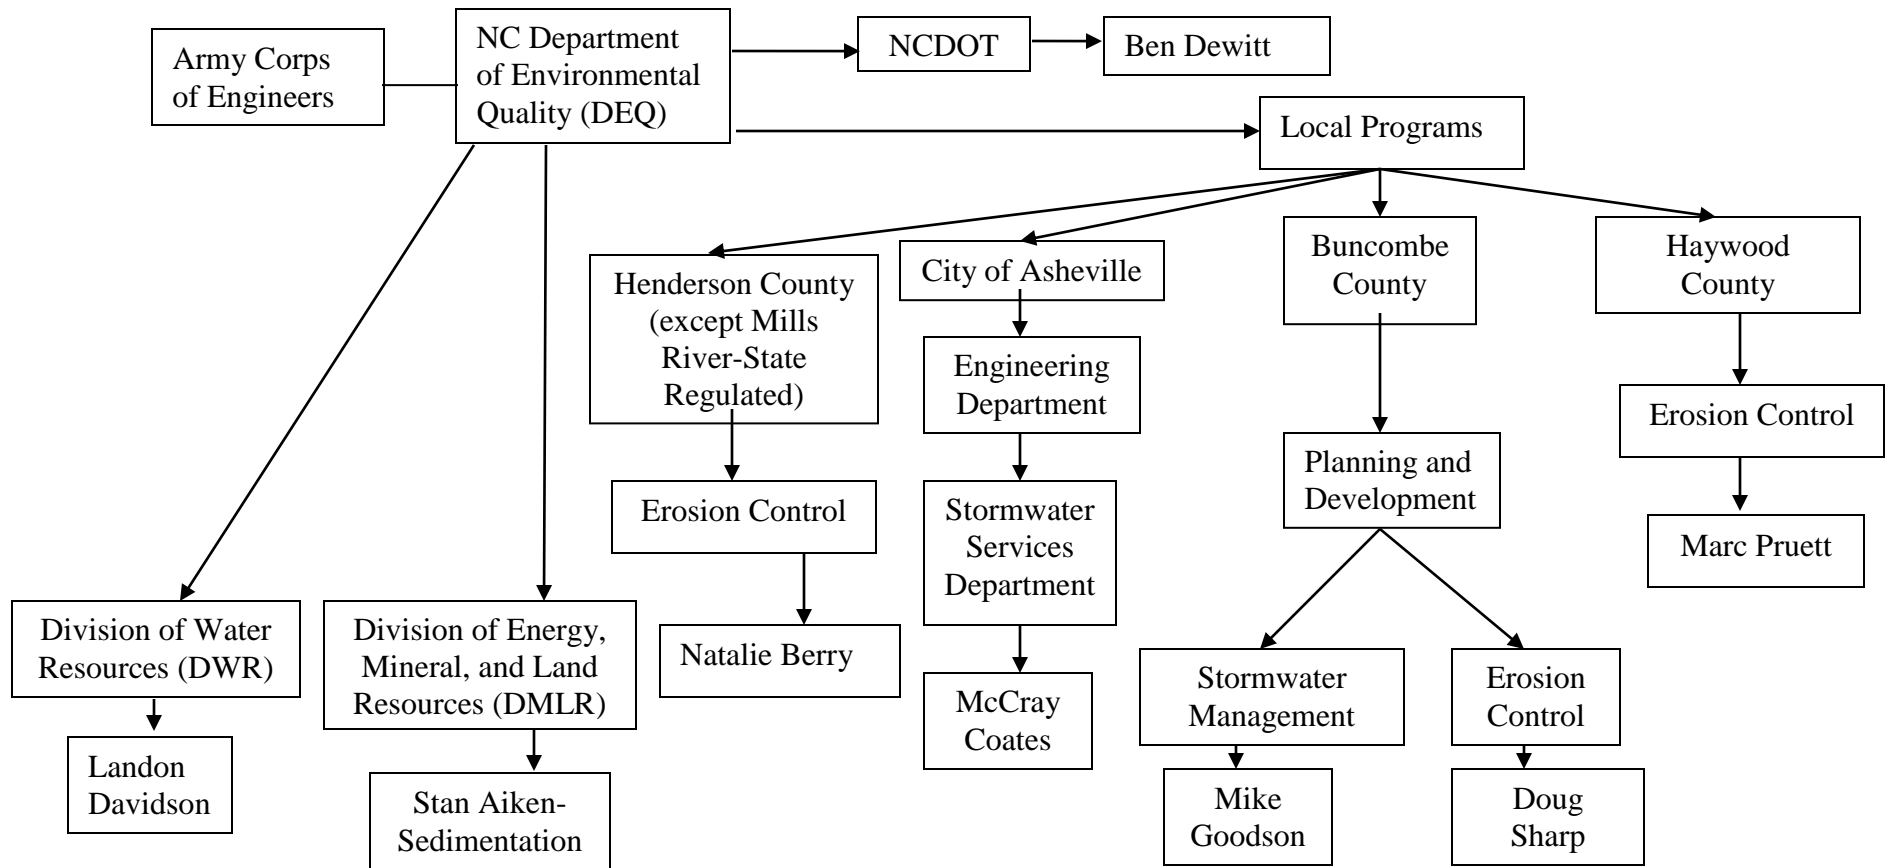 Army Corps
of Engineers
NC Department
of Environmental
Quality (DEQ)
NCDOT
Ben Dewitt
Local Programs
Henderson County
(except Mills
River-State
Regulated)
City of Asheville
Buncombe
County
Haywood
County
Engineering
Department
Erosion Control
Planning and
Development
Erosion Control
Stormwater
Services
Department
Marc Pruett
Division of Water
Resources (DWR)
Division of Energy,
Mineral, and Land
Resources (DMLR)
Natalie Berry
McCray
Coates
Stormwater
Management
Erosion
Control
Landon
Davidson
Stan Aiken-
Sedimentation
Mike
Goodson
Doug
Sharp